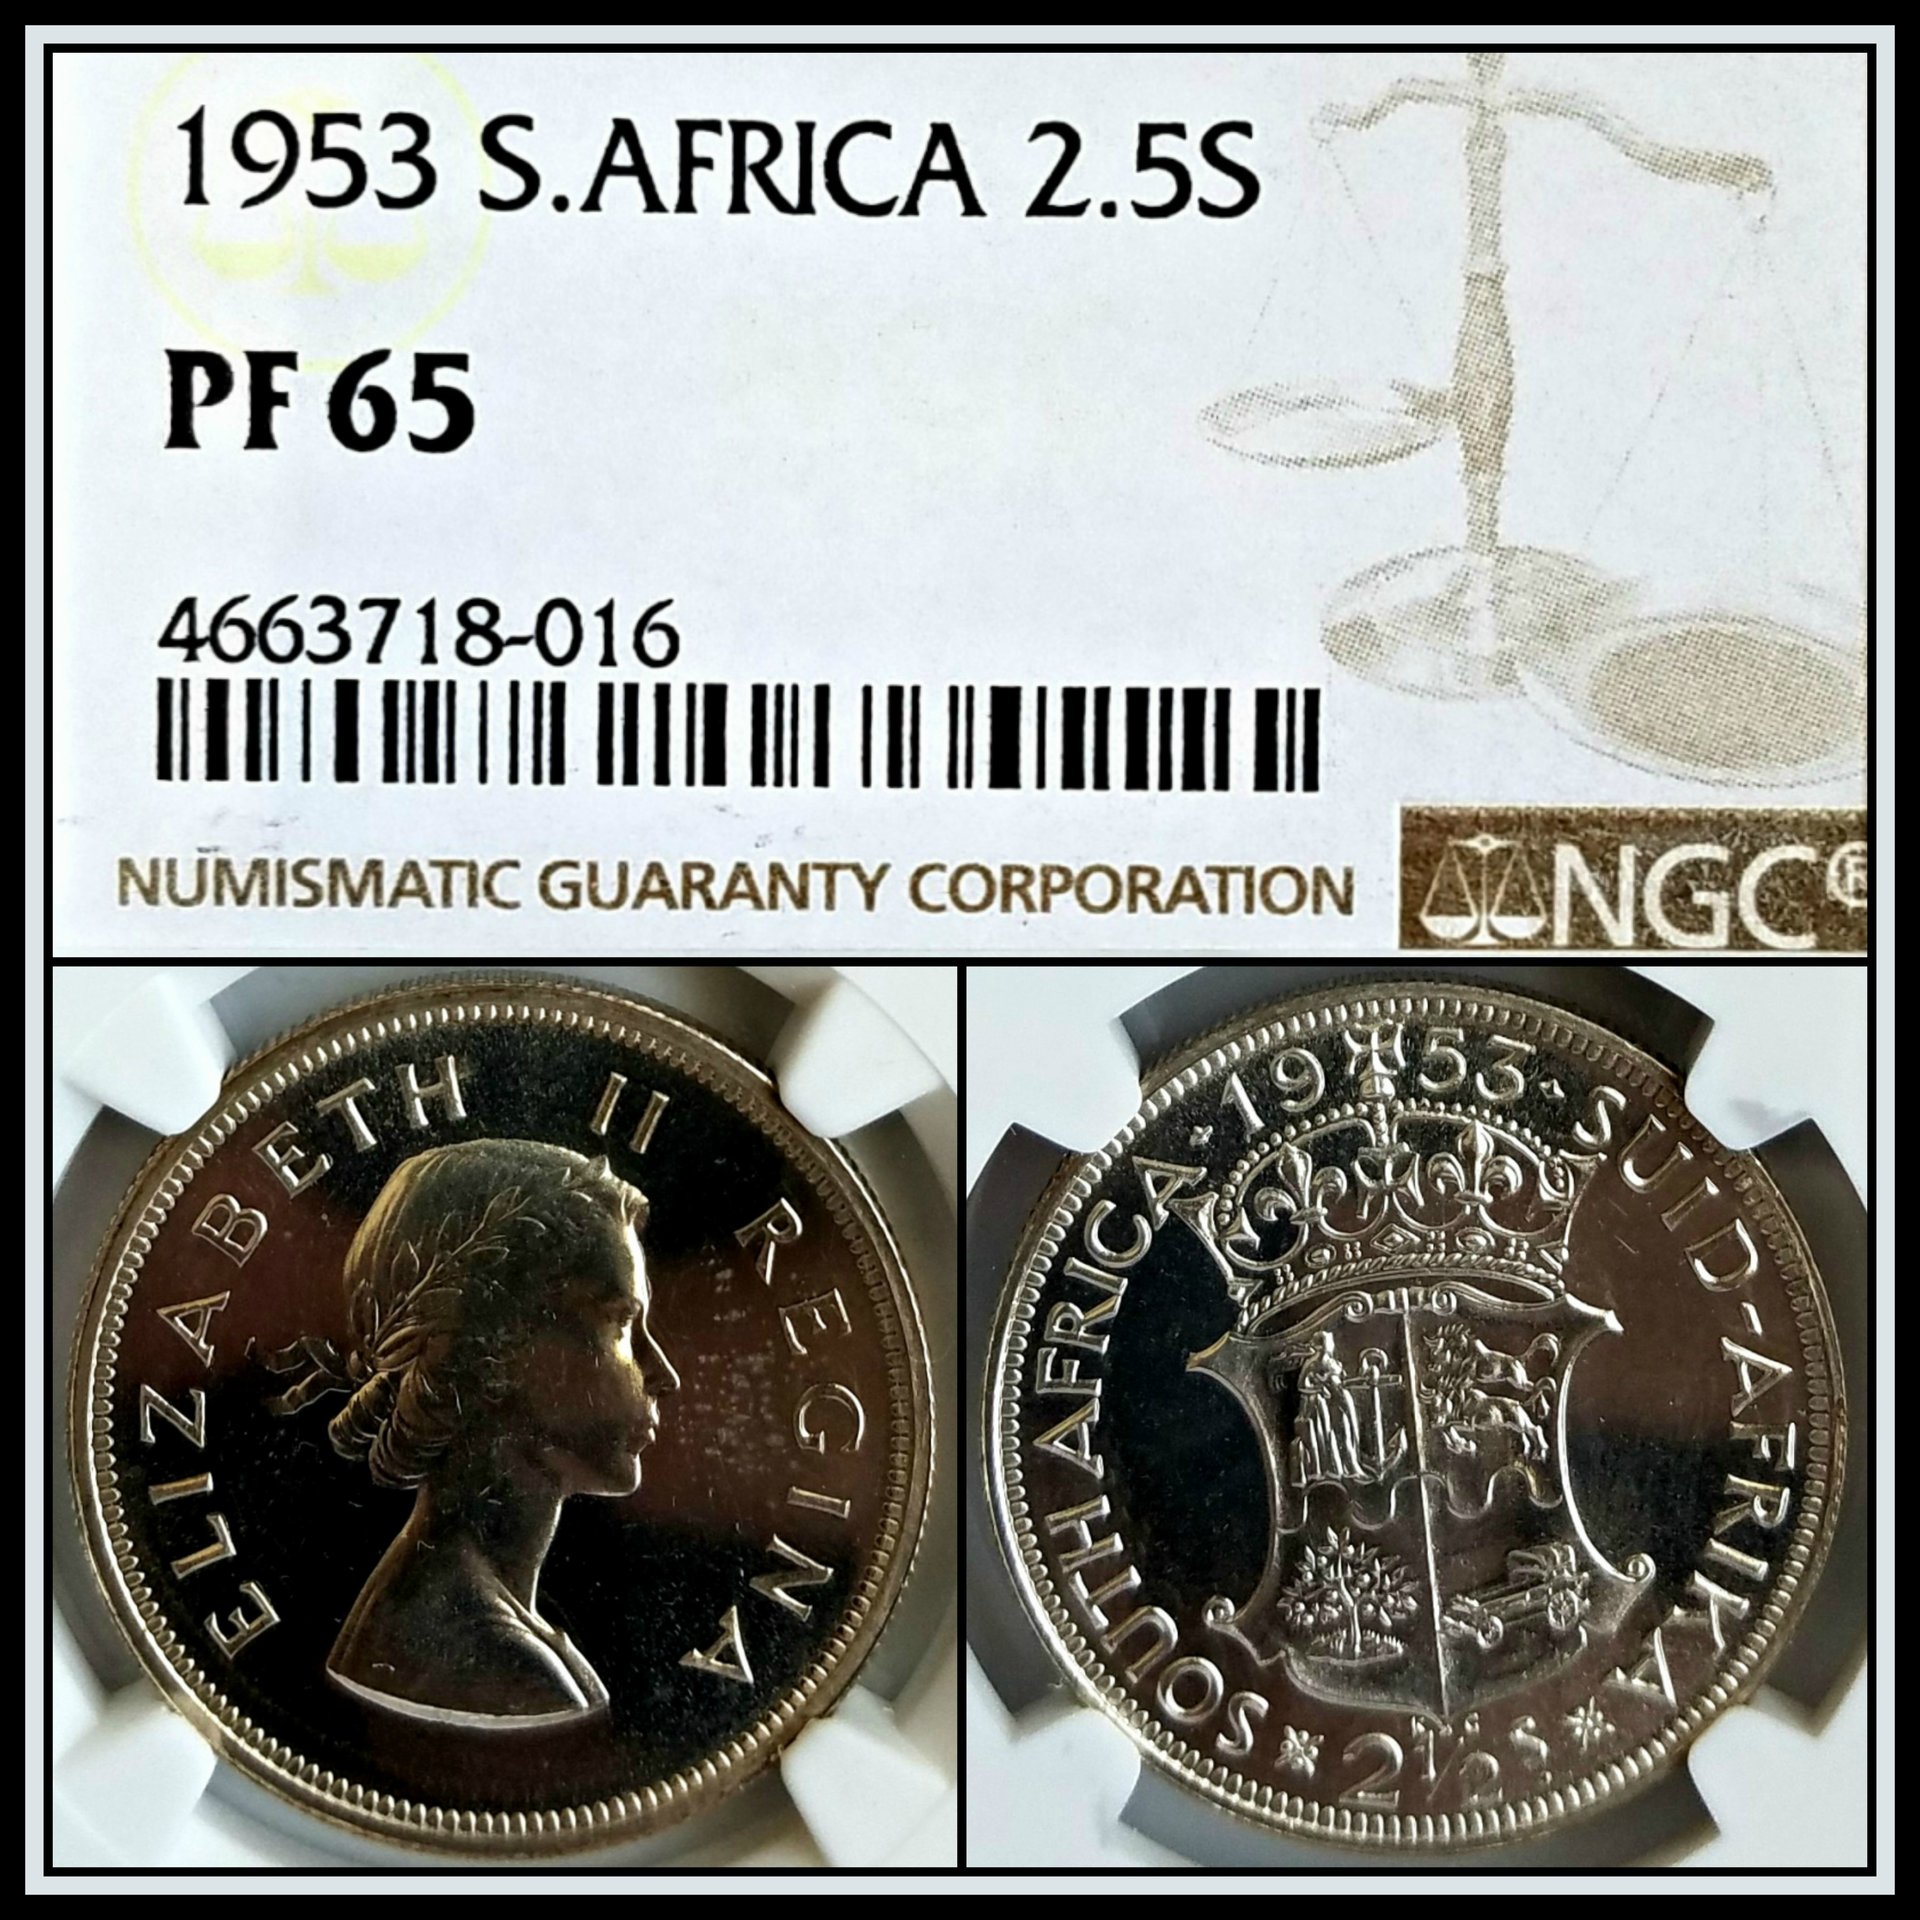 1953 S.AFRICA 2.5S
PF 65
4663718-016
NUMISMATIC GUARANTY CORPORATION
NGC®
ELIZABETH II REGINA
SOUTH AFRICA · 1953 · SUID-AFRIKA
2½S